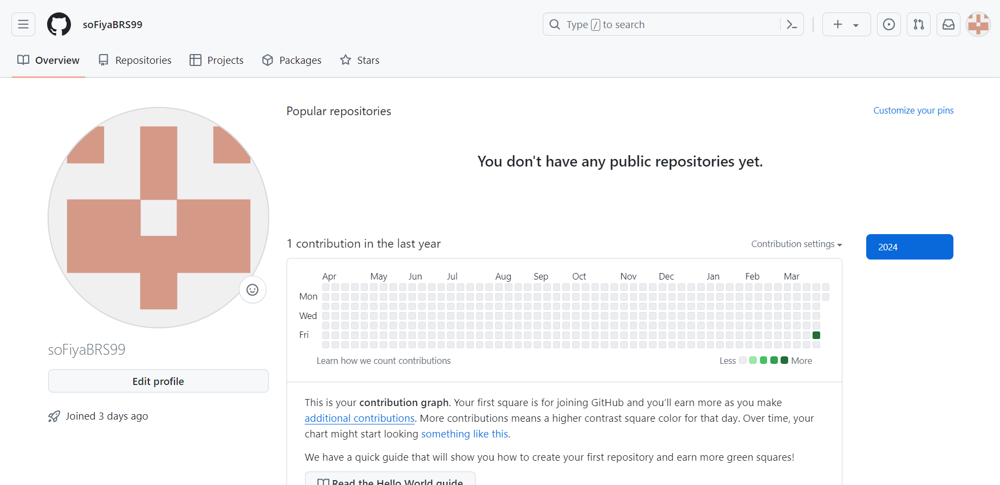 soFiyaBRS99
Type / to search
Overview
Repositories
Projects
Packages
Stars
Popular repositories
Customize your pins
You don't have any public repositories yet.
1 contribution in the last year
Contribution settings
2024
Apr May Jun Jul Aug Sep Oct Nov Dec Jan Feb Mar
Mon
Wed
Fri
Learn how we count contributions
Less
More
soFiyaBRS99
Edit profile
Joined 3 days ago
This is your contribution graph. Your first square is for joining GitHub and you’ll earn more as you make
additional contributions. More contributions means a higher contrast square color for that day. Over time, your
chart might start looking something like this.
We have a quick guide that will show you how to create your first repository and earn more green squares!
Read the Hello World guide